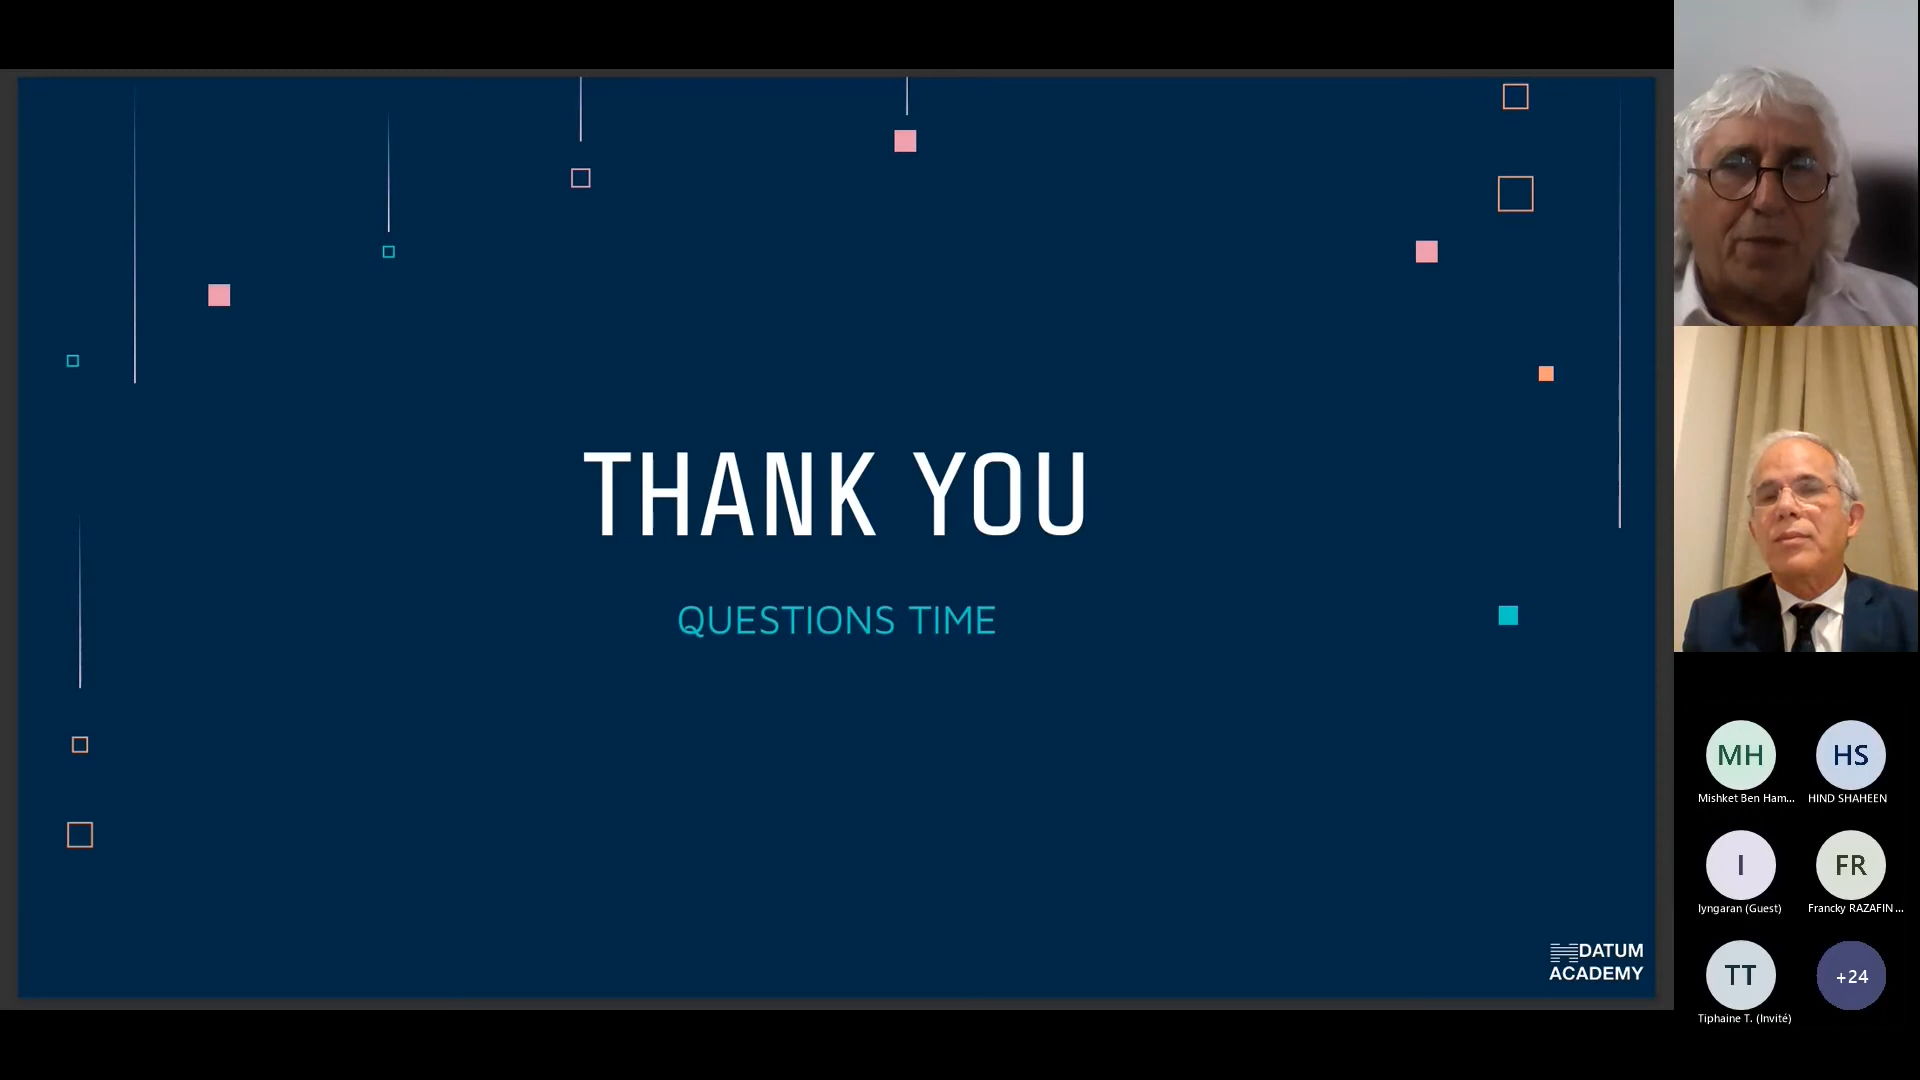 THANK YOU
QUESTIONS TIME
DATUM
ACADEMY
MH
HS
Mishket Ben Ham...
HIND SHAHEEN
I
FR
Iyngaran (Guest)
Francky RAZAFIN...
TT
+24
Tiphaine T. (Invité)